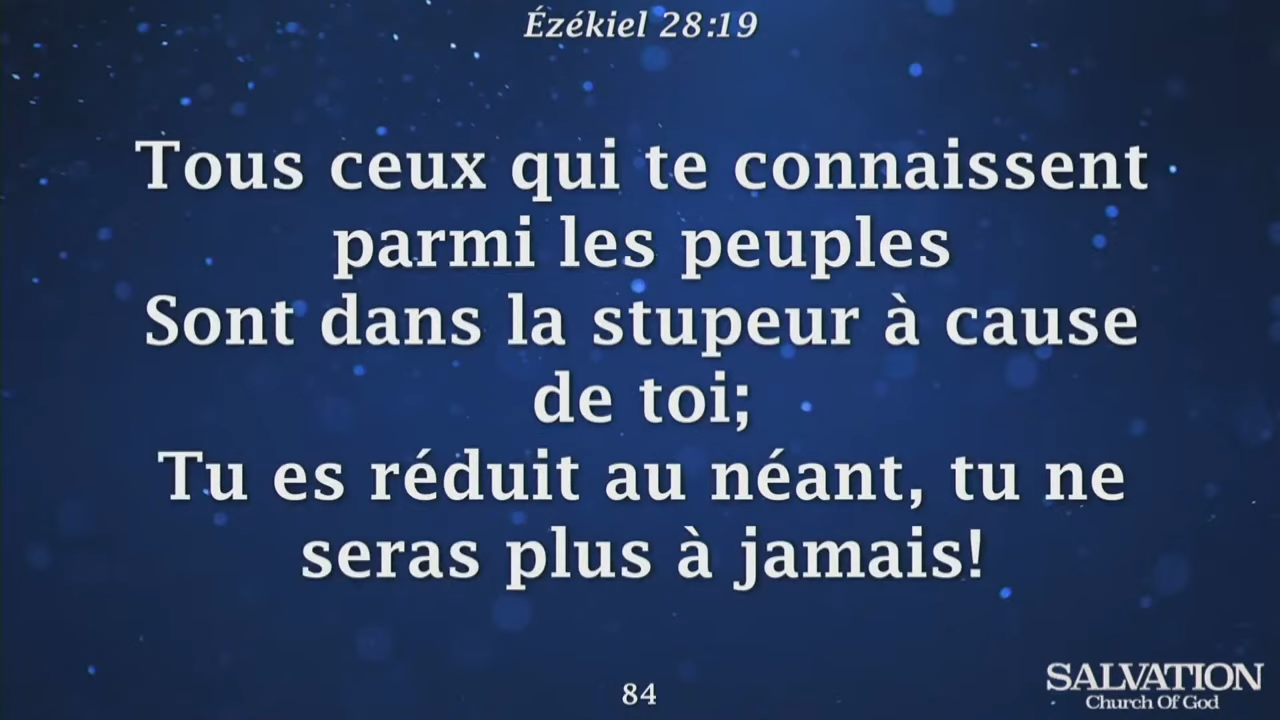 Ézékiel 28:19
Tous ceux qui te connaissent
parmi les peuples
Sont dans la stupeur à cause
de toi;
Tu es réduit au néant, tu ne
seras plus à jamais!
84
SALVATION
Church Of God